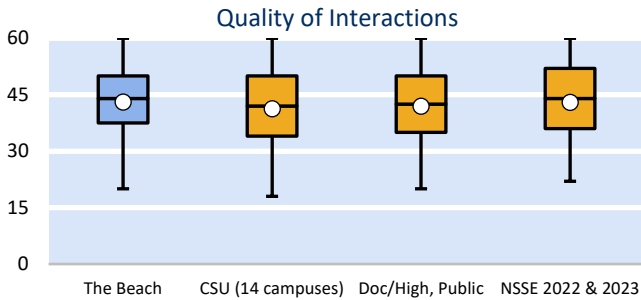 Quality of Interactions
60
45
30
15
0
The Beach CSU (14 campuses) Doc/High, Public NSSE 2022 & 2023